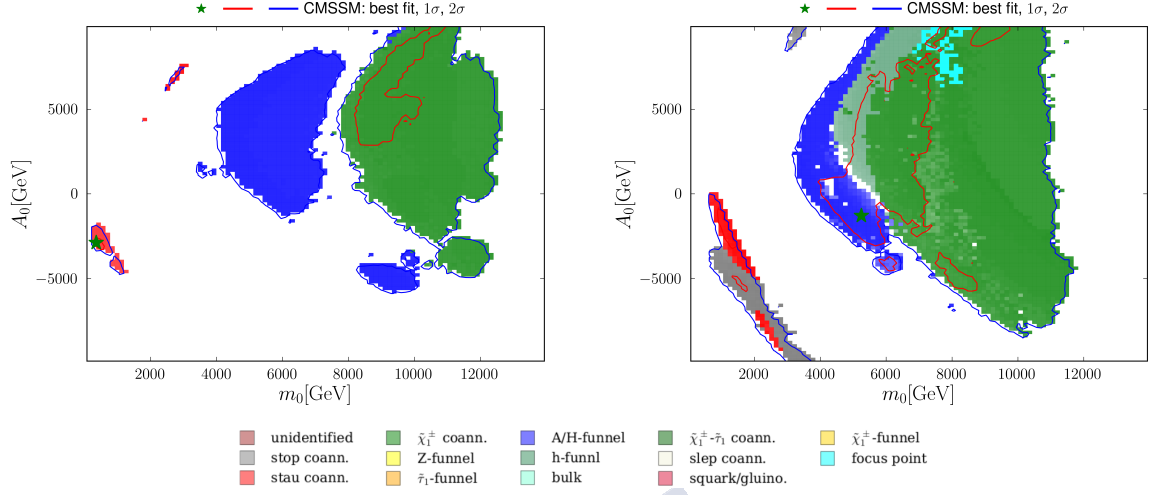 CMSSM: best fit, 1σ, 2σ
CMSSM: best fit, 1σ, 2σ
A₀[GeV]
5000
0
−5000
2000 4000 6000 8000 10000 12000
m₀[GeV]
A₀[GeV]
5000
0
−5000
2000 4000 6000 8000 10000 12000
m₀[GeV]
unidentified χ̃₁± coann. A/H-funnel χ̃₁±-τ̃₁ coann. χ̃₁±-funnel
stop coann. Z-funnel h-funnl slep coann. focus point
stau coann. τ̃₁-funnel bulk squark/gluino.